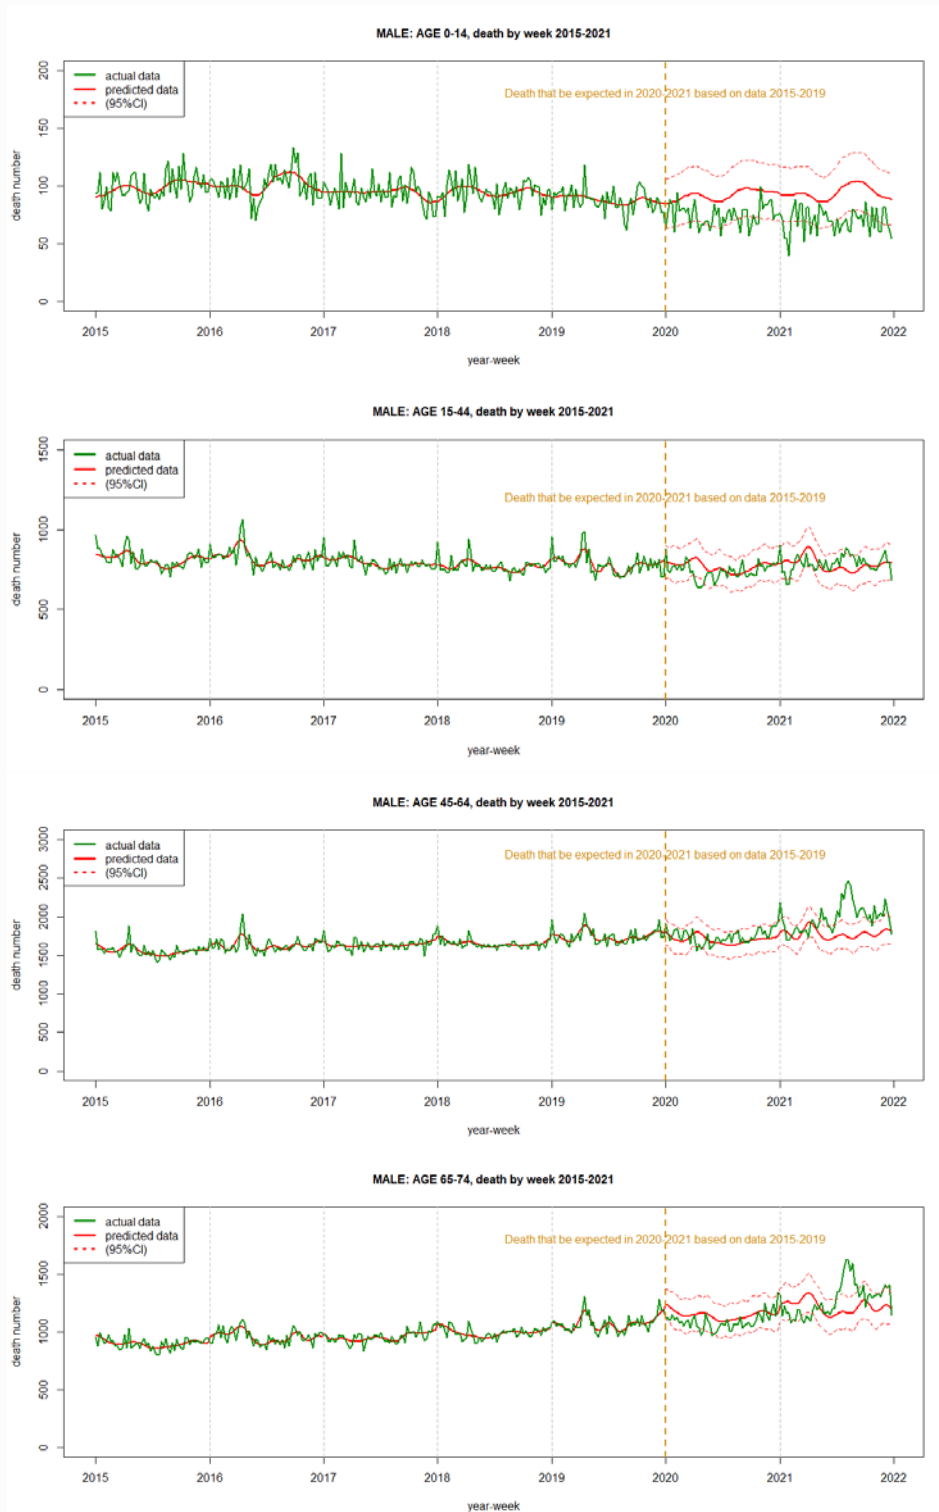 MALE: AGE 0-14, death by week 2015-2021
actual data
predicted data
(95%CI)
Death that be expected in 2020-2021 based on data 2015-2019
death number
200
150
100
50
0
2015 2016 2017 2018 2019 2020 2021 2022
year-week
MALE: AGE 15-44, death by week 2015-2021
actual data
predicted data
(95%CI)
Death that be expected in 2020-2021 based on data 2015-2019
death number
1500
1000
500
0
2015 2016 2017 2018 2019 2020 2021 2022
year-week
MALE: AGE 45-64, death by week 2015-2021
actual data
predicted data
(95%CI)
Death that be expected in 2020-2021 based on data 2015-2019
death number
3000
2500
2000
1500
1000
500
0
2015 2016 2017 2018 2019 2020 2021 2022
year-week
MALE: AGE 65-74, death by week 2015-2021
actual data
predicted data
(95%CI)
Death that be expected in 2020-2021 based on data 2015-2019
death number
2000
1500
1000
500
0
2015 2016 2017 2018 2019 2020 2021 2022
year-week